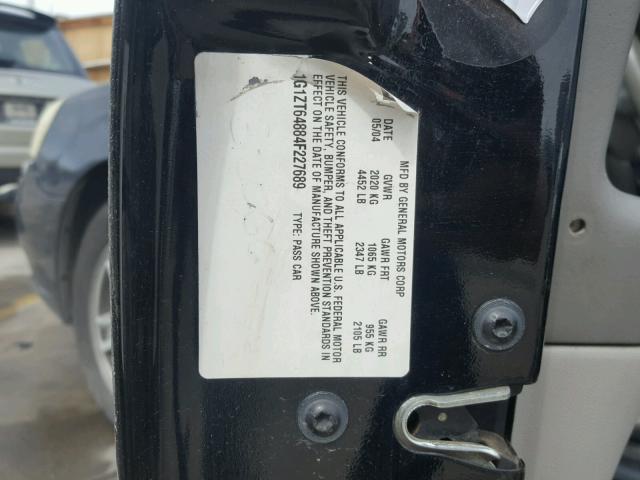 MFD BY GENERAL MOTORS CORP
DATE GVWR GAWR FRT GAWR RR
05/04 2020 KG 1065 KG 955 KG
4452 LB 2347 LB 2105 LB
THIS VEHICLE CONFORMS TO ALL APPLICABLE U.S. FEDERAL MOTOR
VEHICLE SAFETY, BUMPER, AND THEFT PREVENTION STANDARDS IN
EFFECT ON THE DATE OF MANUFACTURE SHOWN ABOVE.
1G1ZT64884F227689 TYPE: PASS CAR